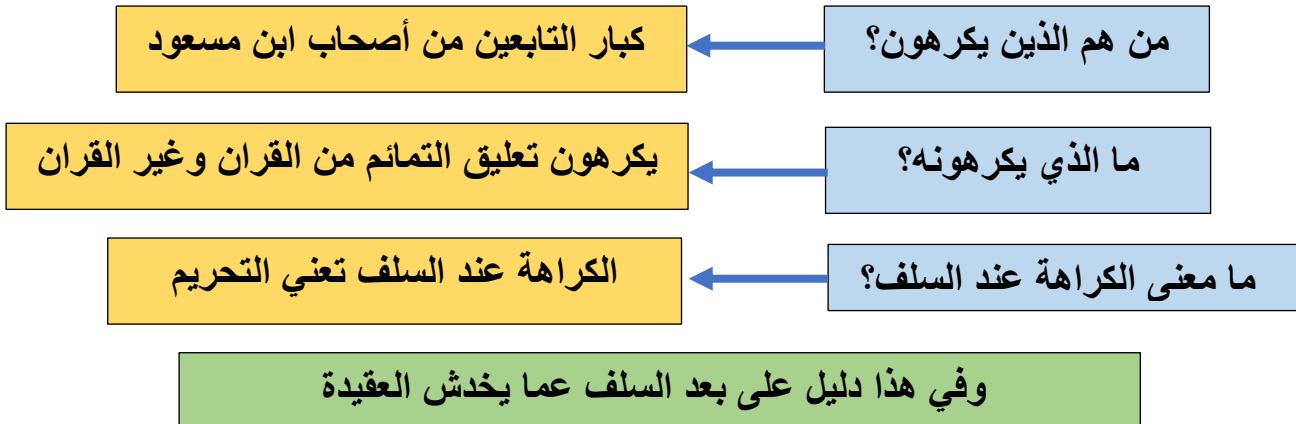 من هم الذين يكرهون؟
كبار التابعين من أصحاب ابن مسعود
ما الذي يكرهونه؟
يكرهون تعليق التمائم من القران وغير القران
ما معنى الكراهة عند السلف؟
الكراهة عند السلف تعني التحريم
وفي هذا دليل على بعد السلف عما يخدش العقيدة